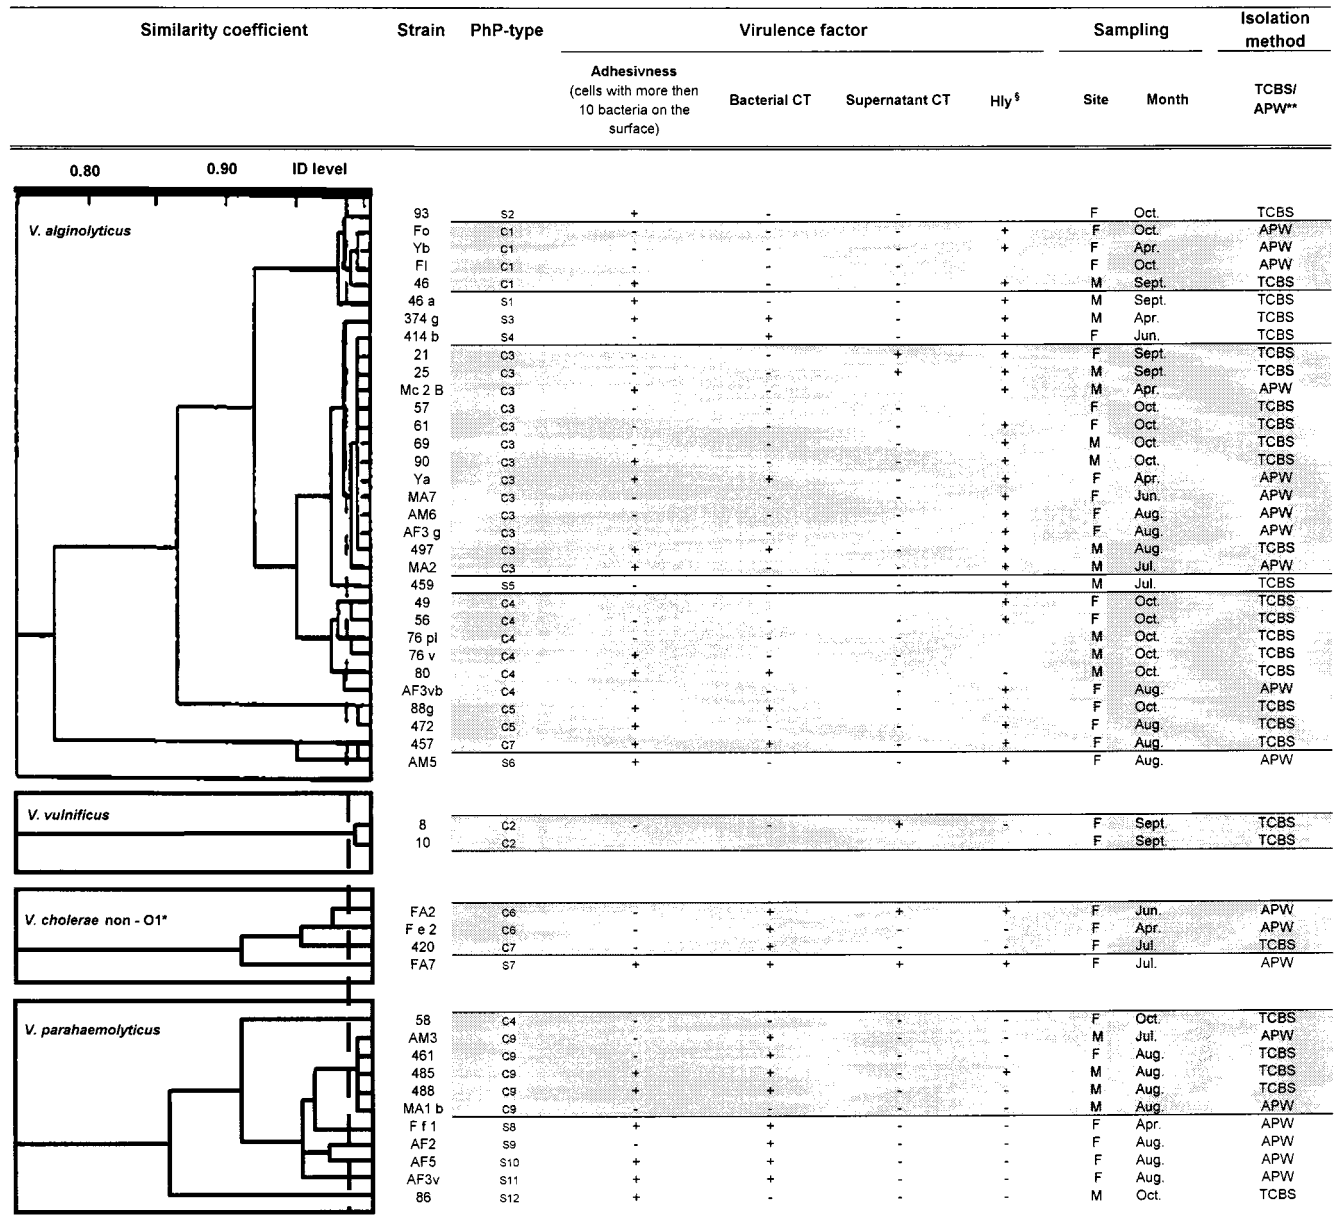 Similarity coefficient Strain PhP-type Virulence factor Sampling Isolation method
Adhesivness (cells with more then 10 bacteria on the surface) Bacterial CT Supernatant CT Hly § Site Month TCBS/ APW**
0.80 0.90 ID level
V. alginolyticus
93 S2 + - - F Oct. TCBS
Fo C1 - - - + F Oct. APW
Yb C1 - - - + F Apr. APW
Fl C1 - - - F Oct. APW
46 C1 + - - + M Sept. TCBS
46 a S1 + - - + M Sept. TCBS
374 g S3 + + - + M Apr. TCBS
414 b S4 - + - + F Jun. TCBS
21 C3 - - + + F Sept. TCBS
25 C3 - - + + M Sept. TCBS
Mc 2 B C3 + - - + M Apr. APW
57 C3 - - - F Oct. TCBS
61 C3 - - - + F Oct. TCBS
69 C3 - - - + M Oct. TCBS
90 C3 + - - + M Oct. TCBS
Ya C3 + + - + F Apr. APW
MA7 C3 - - - + F Jun. APW
AM6 C3 - - - + F Aug. APW
AF3 g C3 - - - + F Aug. APW
497 C3 + + - + M Aug. TCBS
MA2 C3 + - - + M Jul. APW
459 S5 - - - + M Jul. TCBS
49 C4 - - - + F Oct. TCBS
56 C4 - - - + F Oct. TCBS
76 pl C4 - - - M Oct. TCBS
76 v C4 + - - M Oct. TCBS
80 C4 + + - - M Oct. TCBS
AF3vb C4 - - - + F Aug. APW
88g C5 + + - + F Oct. TCBS
472 C5 + - - + F Aug. TCBS
457 C7 + + - + F Aug. TCBS
AM5 S6 + - - + F Aug. APW
V. vulnificus
8 C2 - - + - F Sept. TCBS
10 C2 - - - - F Sept. TCBS
V. cholerae non - O1*
FA2 C6 - + + + F Jun. APW
F e 2 C6 - + - - F Apr. APW
420 C7 - + - - F Jul. TCBS
FA7 S7 + + + + F Jul. APW
V. parahaemolyticus
58 C4 - - - - F Oct. TCBS
AM3 C9 - + - - M Jul. APW
461 C9 - + - - F Aug. TCBS
485 C9 + + - + M Aug. TCBS
488 C9 + + - - M Aug. TCBS
MA1 b C9 - - - - M Aug. APW
F f 1 S8 + + - - F Apr. APW
AF2 S9 - + - - F Aug. APW
AF5 S10 + + - - F Aug. APW
AF3v S11 + + - - F Aug. APW
86 S12 + - - - M Oct. TCBS